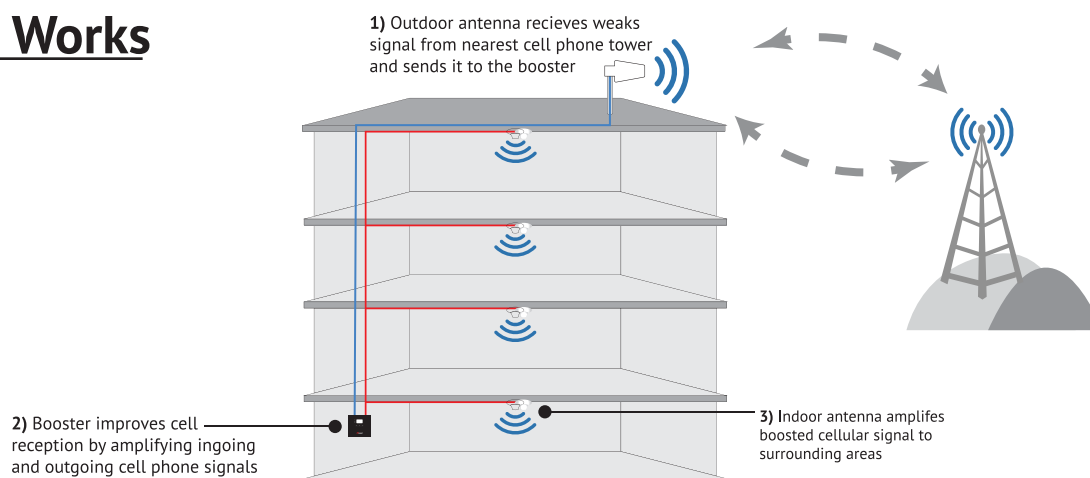 Works
1) Outdoor antenna recieves weaks
signal from nearest cell phone tower
and sends it to the booster
2) Booster improves cell
reception by amplifying ingoing
and outgoing cell phone signals
3) Indoor antenna amplifes
boosted cellular signal to
surrounding areas